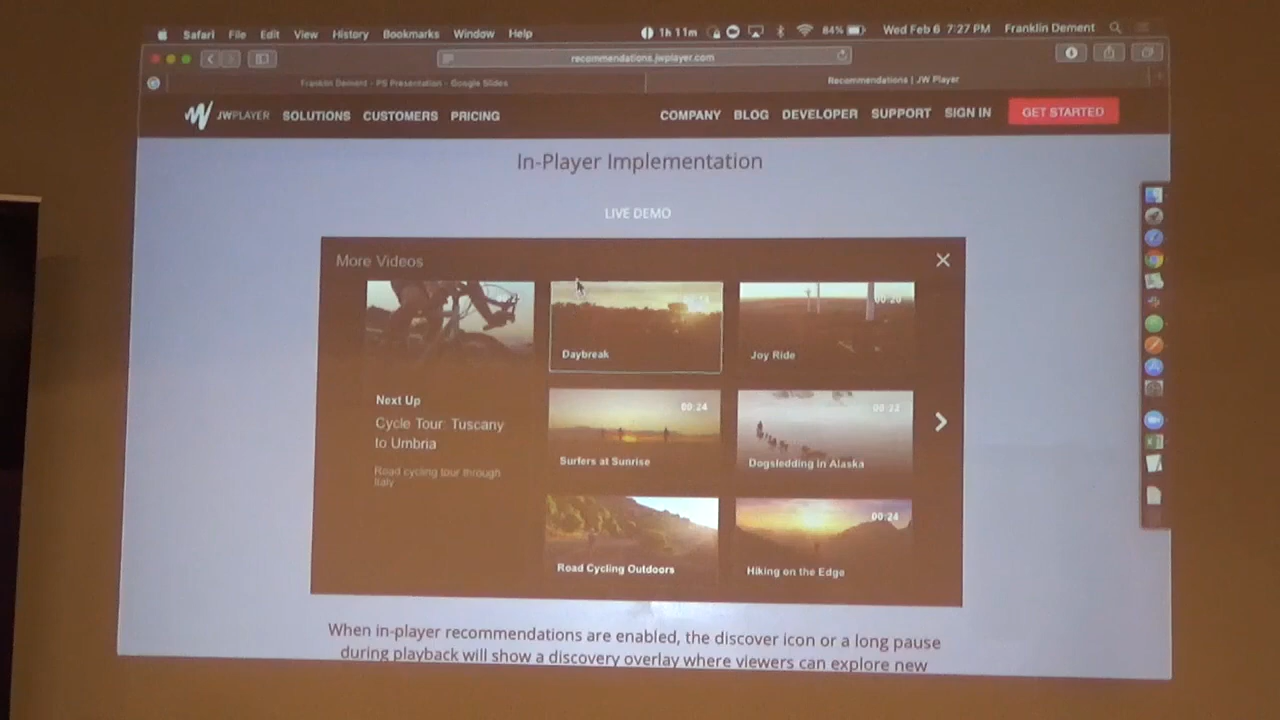 Safari File Edit View History Bookmarks Window Help 1h 11m 84% Wed Feb 6 7:27 PM Franklin Dement
recommendations.jwplayer.com
Franklin Dement - PS Presentation - Google Slides Recommendations | JW Player
JWPLAYER SOLUTIONS CUSTOMERS PRICING COMPANY BLOG DEVELOPER SUPPORT SIGN IN GET STARTED
In-Player Implementation
LIVE DEMO
More Videos
Daybreak
00:20
Joy Ride
Next Up
Cycle Tour: Tuscany
to Umbria
Road cycling tour through
Italy
00:24
Surfers at Sunrise
00:22
Dogsledding in Alaska
Road Cycling Outdoors
00:24
Hiking on the Edge
When in-player recommendations are enabled, the discover icon or a long pause
during playback will show a discovery overlay where viewers can explore new